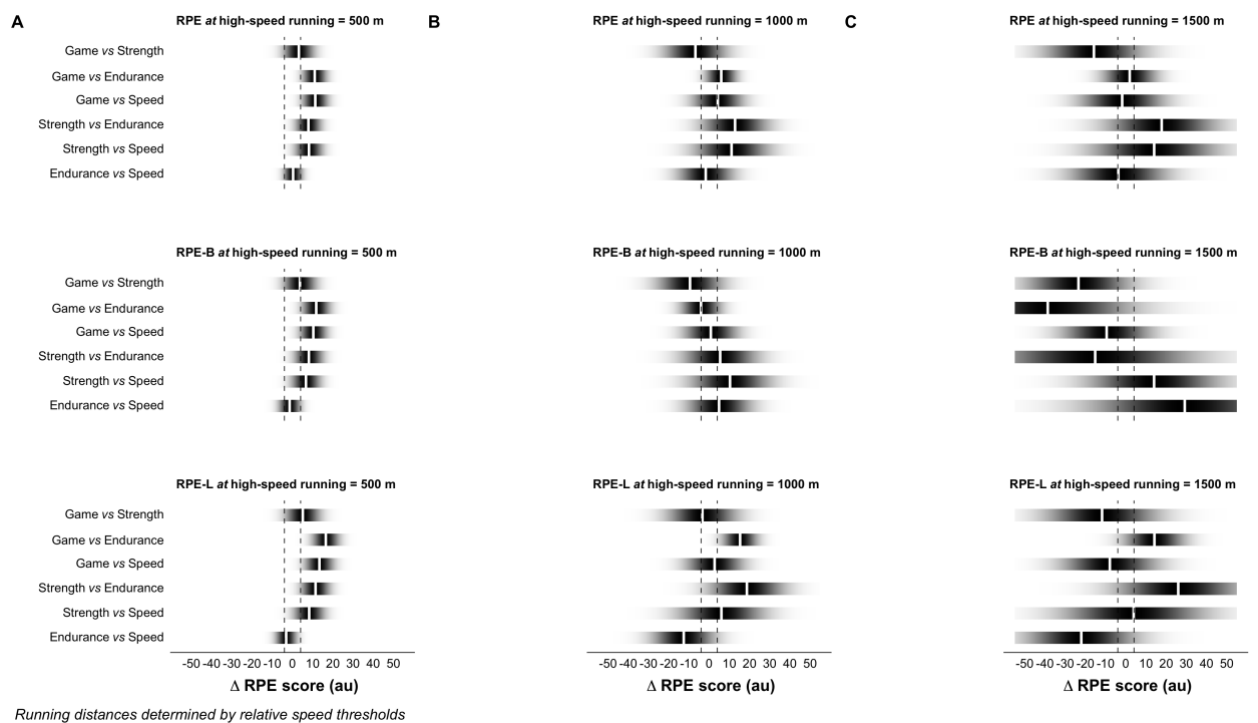 A
RPE at high-speed running = 500 m
B
RPE at high-speed running = 1000 m
C
RPE at high-speed running = 1500 m
Game vs Strength
Game vs Endurance
Game vs Speed
Strength vs Endurance
Strength vs Speed
Endurance vs Speed
RPE-B at high-speed running = 500 m
RPE-B at high-speed running = 1000 m
RPE-B at high-speed running = 1500 m
Game vs Strength
Game vs Endurance
Game vs Speed
Strength vs Endurance
Strength vs Speed
Endurance vs Speed
RPE-L at high-speed running = 500 m
RPE-L at high-speed running = 1000 m
RPE-L at high-speed running = 1500 m
Game vs Strength
Game vs Endurance
Game vs Speed
Strength vs Endurance
Strength vs Speed
Endurance vs Speed
-50 -40 -30 -20 -10 0 10 20 30 40 50
-50 -40 -30 -20 -10 0 10 20 30 40 50
-50 -40 -30 -20 -10 0 10 20 30 40 50
Δ RPE score (au)
Δ RPE score (au)
Δ RPE score (au)
Running distances determined by relative speed thresholds